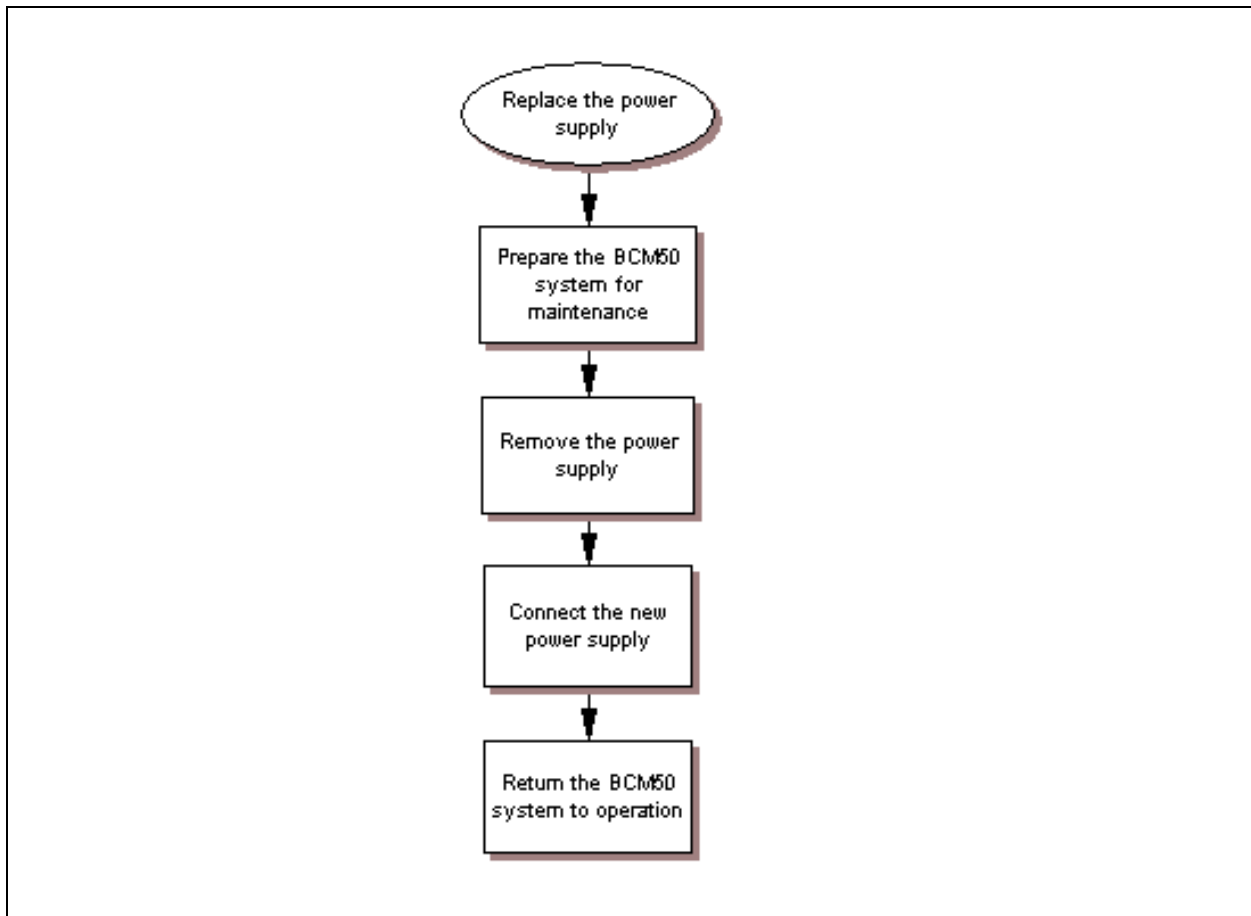 Replace the power
supply
Prepare the BCM50
system for
maintenance
Remove the power
supply
Connect the new
power supply
Return the BCM50
system to operation